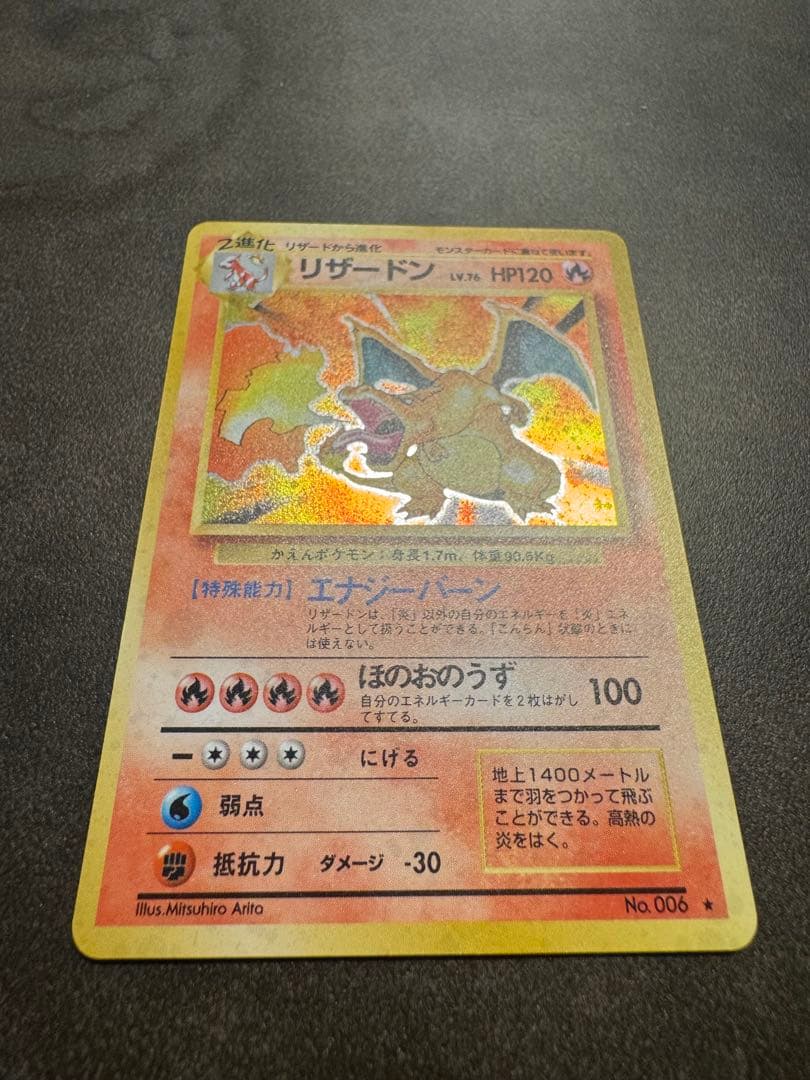 2進化 リザードから進化 モンスターカードに重ねて使います。
リザードン LV.76 HP120
かえんポケモン:身長1.7m、体重90.5Kg
【特殊能力】エナジーバーン
リザードンは、「炎」以外の自分のエネルギーを「炎」エネ
ルギーとして扱うことができる。「こんらん」状態のときに
は使えない。
ほのおのうず 100
自分のエネルギーカードを2枚はがし
てすてる。
にげる
弱点
抵抗力 ダメージ -30
地上1400メートル
まで羽をつかって飛ぶ
ことができる。高熱の
炎をはく。
Illus.Mitsuhiro Arita No. 006 ★